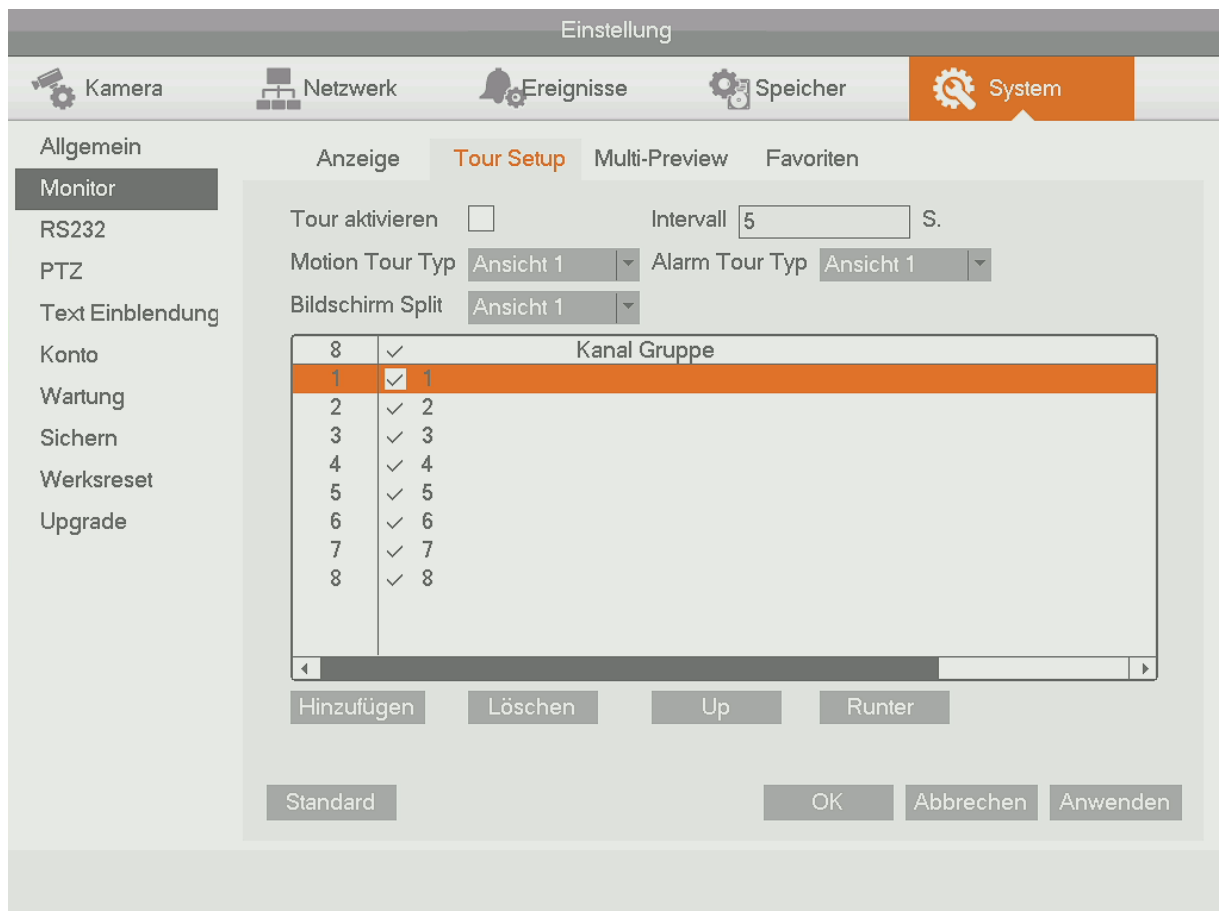 Einstellung
Kamera Netzwerk Ereignisse Speicher System
Allgemein
Monitor
RS232
PTZ
Text Einblendung
Konto
Wartung
Sichern
Werksreset
Upgrade
Anzeige Tour Setup Multi-Preview Favoriten
Tour aktivieren Intervall 5 S.
Motion Tour Typ Ansicht 1 Alarm Tour Typ Ansicht 1
Bildschirm Split Ansicht 1
8 Kanal Gruppe
1 1
2 2
3 3
4 4
5 5
6 6
7 7
8 8
Hinzufügen Löschen Up Runter
Standard OK Abbrechen Anwenden